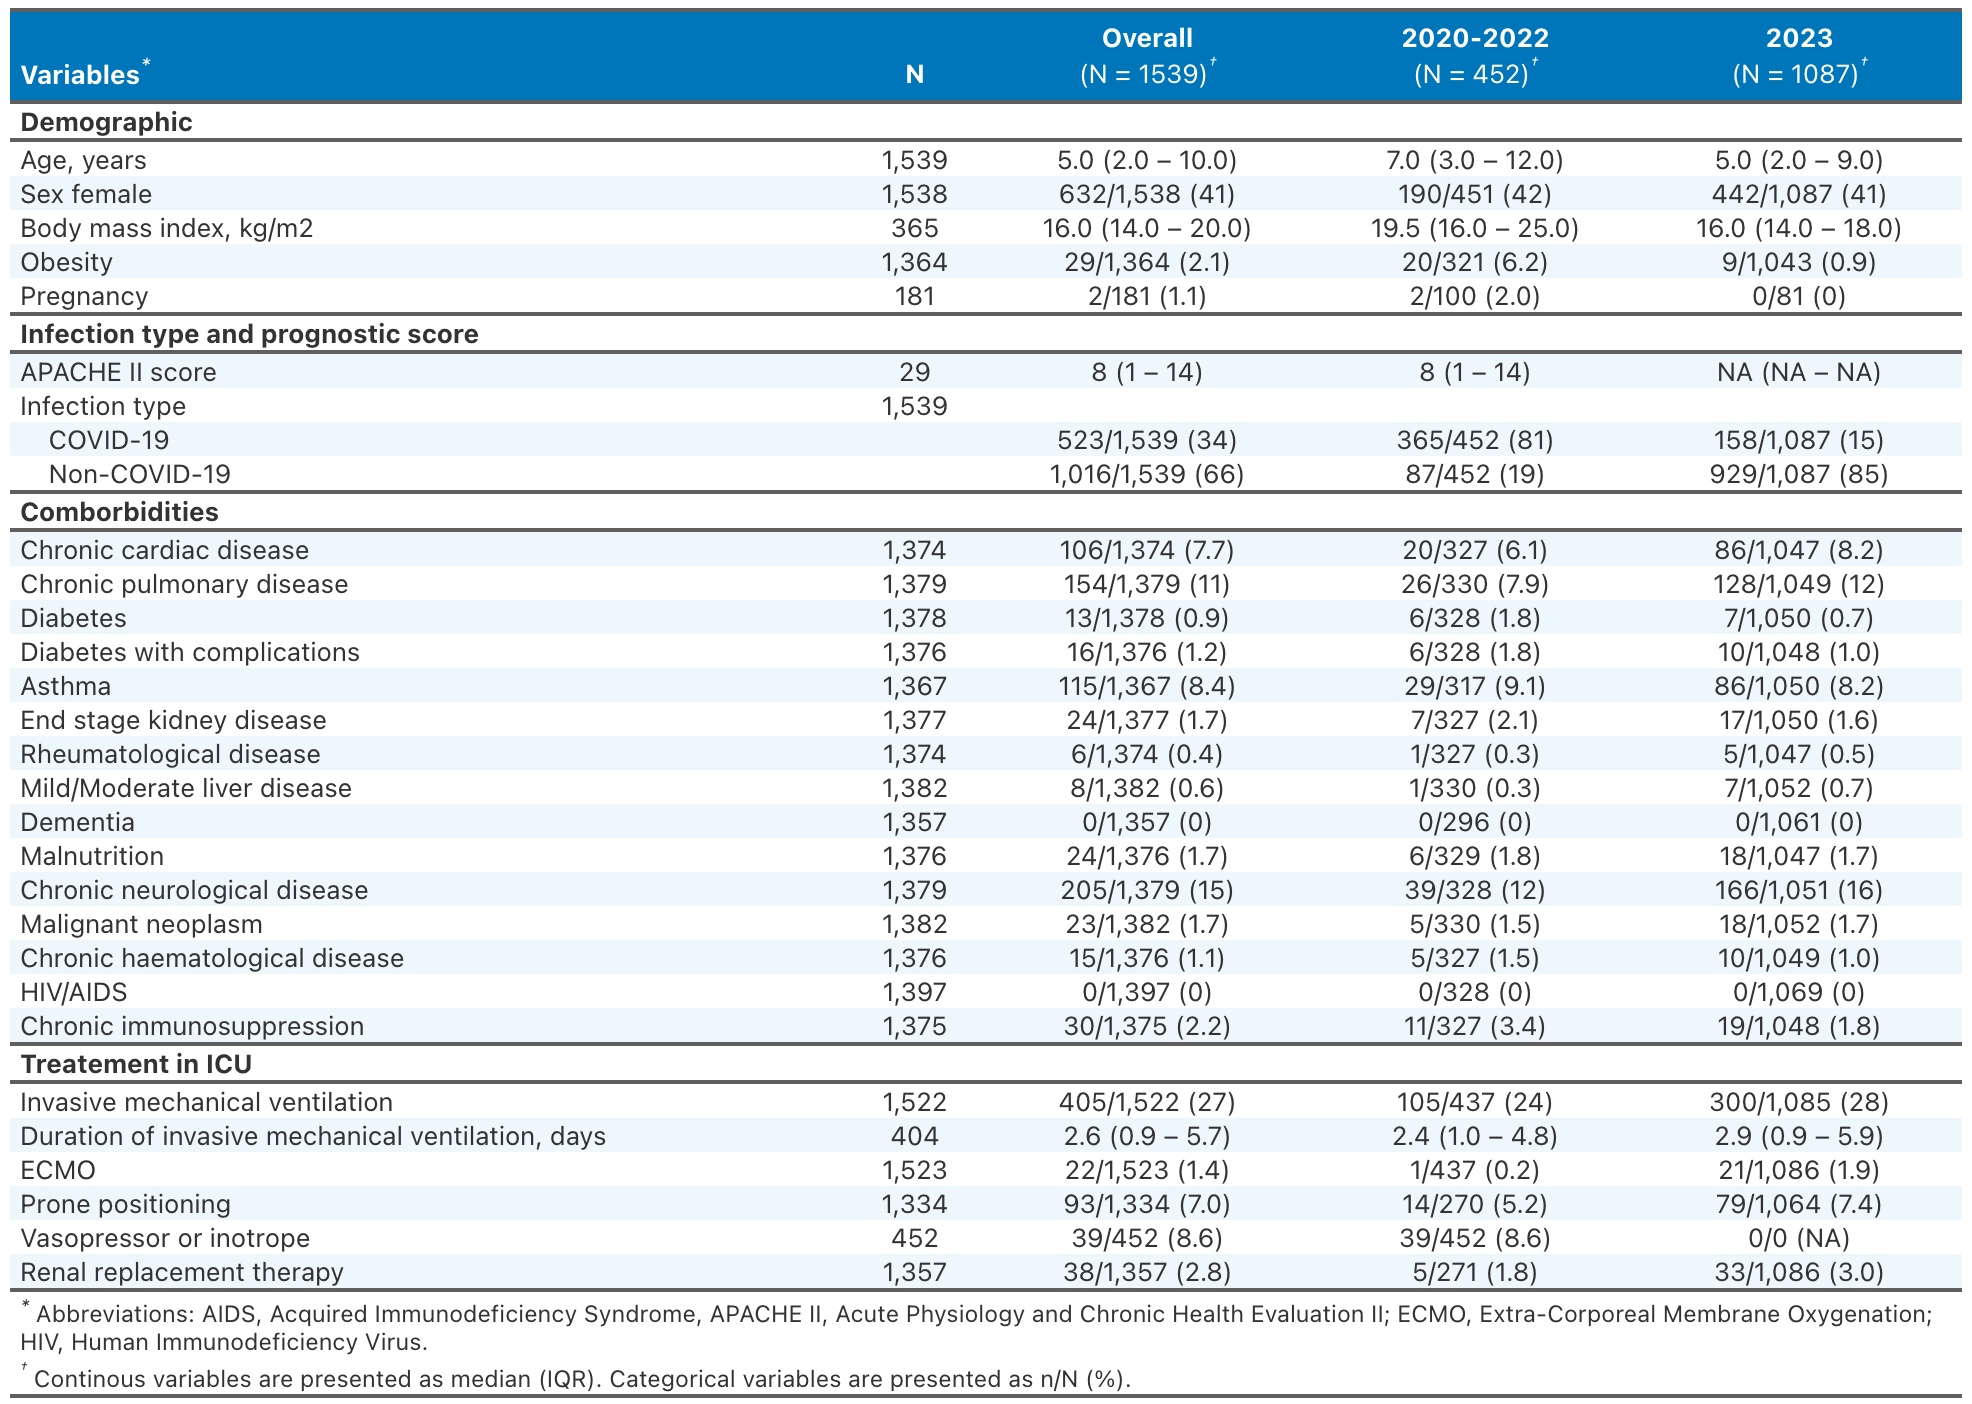 Overall 2020-2022 2023
Variables* N (N = 1539)† (N = 452)† (N = 1087)†
Demographic
Age, years 1,539 5.0 (2.0 – 10.0) 7.0 (3.0 – 12.0) 5.0 (2.0 – 9.0)
Sex female 1,538 632/1,538 (41) 190/451 (42) 442/1,087 (41)
Body mass index, kg/m2 365 16.0 (14.0 – 20.0) 19.5 (16.0 – 25.0) 16.0 (14.0 – 18.0)
Obesity 1,364 29/1,364 (2.1) 20/321 (6.2) 9/1,043 (0.9)
Pregnancy 181 2/181 (1.1) 2/100 (2.0) 0/81 (0)
Infection type and prognostic score
APACHE II score 29 8 (1 – 14) 8 (1 – 14) NA (NA – NA)
Infection type 1,539
COVID-19 523/1,539 (34) 365/452 (81) 158/1,087 (15)
Non-COVID-19 1,016/1,539 (66) 87/452 (19) 929/1,087 (85)
Comborbidities
Chronic cardiac disease 1,374 106/1,374 (7.7) 20/327 (6.1) 86/1,047 (8.2)
Chronic pulmonary disease 1,379 154/1,379 (11) 26/330 (7.9) 128/1,049 (12)
Diabetes 1,378 13/1,378 (0.9) 6/328 (1.8) 7/1,050 (0.7)
Diabetes with complications 1,376 16/1,376 (1.2) 6/328 (1.8) 10/1,048 (1.0)
Asthma 1,367 115/1,367 (8.4) 29/317 (9.1) 86/1,050 (8.2)
End stage kidney disease 1,377 24/1,377 (1.7) 7/327 (2.1) 17/1,050 (1.6)
Rheumatological disease 1,374 6/1,374 (0.4) 1/327 (0.3) 5/1,047 (0.5)
Mild/Moderate liver disease 1,382 8/1,382 (0.6) 1/330 (0.3) 7/1,052 (0.7)
Dementia 1,357 0/1,357 (0) 0/296 (0) 0/1,061 (0)
Malnutrition 1,376 24/1,376 (1.7) 6/329 (1.8) 18/1,047 (1.7)
Chronic neurological disease 1,379 205/1,379 (15) 39/328 (12) 166/1,051 (16)
Malignant neoplasm 1,382 23/1,382 (1.7) 5/330 (1.5) 18/1,052 (1.7)
Chronic haematological disease 1,376 15/1,376 (1.1) 5/327 (1.5) 10/1,049 (1.0)
HIV/AIDS 1,397 0/1,397 (0) 0/328 (0) 0/1,069 (0)
Chronic immunosuppression 1,375 30/1,375 (2.2) 11/327 (3.4) 19/1,048 (1.8)
Treatement in ICU
Invasive mechanical ventilation 1,522 405/1,522 (27) 105/437 (24) 300/1,085 (28)
Duration of invasive mechanical ventilation, days 404 2.6 (0.9 – 5.7) 2.4 (1.0 – 4.8) 2.9 (0.9 – 5.9)
ECMO 1,523 22/1,523 (1.4) 1/437 (0.2) 21/1,086 (1.9)
Prone positioning 1,334 93/1,334 (7.0) 14/270 (5.2) 79/1,064 (7.4)
Vasopressor or inotrope 452 39/452 (8.6) 39/452 (8.6) 0/0 (NA)
Renal replacement therapy 1,357 38/1,357 (2.8) 5/271 (1.8) 33/1,086 (3.0)
* Abbreviations: AIDS, Acquired Immunodeficiency Syndrome, APACHE II, Acute Physiology and Chronic Health Evaluation II; ECMO, Extra-Corporeal Membrane Oxygenation;
HIV, Human Immunodeficiency Virus.
† Continous variables are presented as median (IQR). Categorical variables are presented as n/N (%).